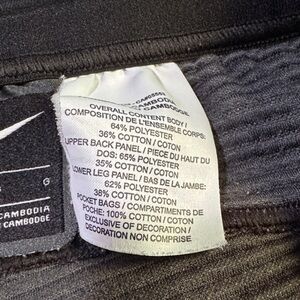 CAMBODGE
CAMBODIA
OVERALL CONTENT BODY /
COMPOSITION DE L'ENSEMBLE CORPS:
64% POLYESTER
36% COTTON / COTON
UPPER BACK PANEL / PIECE DU HAUT DU
DOS: 65% POLYESTER
35% COTTON / COTON
LOWER LEG PANEL / BAS DE LA JAMBE:
62% POLYESTER
38% COTTON / COTON
POCKET BAGS / COMPARTIMENTS DE
POCHE: 100% COTTON / COTON
EXCLUSIVE OF DECORATION /
DECORATION NON COMPRISE
G
CAMBODIA
CAMBODGE